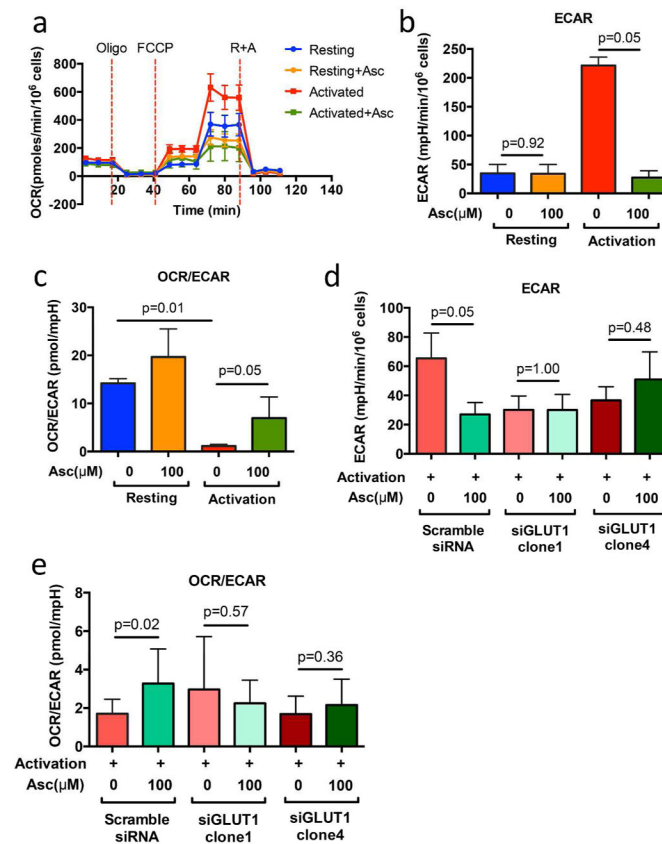 a
Oligo FCCP R+A
OCR(pmoles/min/10⁶ cells)
800
600
400
200
0
-200
20 40 60 80 100 120 140
Time (min)
Resting
Resting+Asc
Activated
Activated+Asc
b
ECAR
ECAR (mpH/min/10⁶ cells)
250
200
150
100
50
0
p=0.92
p=0.05
Asc(μM) 0 100 0 100
Resting Activation
c
OCR/ECAR
OCR/ECAR (pmol/mpH)
30
20
10
0
p=0.01
p=0.05
Asc(μM) 0 100 0 100
Resting Activation
d
ECAR
ECAR (mpH/min/10⁶ cells)
100
80
60
40
20
0
p=0.05
p=1.00
p=0.48
Activation + + + + + +
Asc(μM) 0 100 0 100 0 100
Scramble siGLUT1 siGLUT1
siRNA clone1 clone4
e
OCR/ECAR
OCR/ECAR (pmol/mpH)
8
6
4
2
0
p=0.02
p=0.57
p=0.36
Activation + + + + + +
Asc(μM) 0 100 0 100 0 100
Scramble siGLUT1 siGLUT1
siRNA clone1 clone4